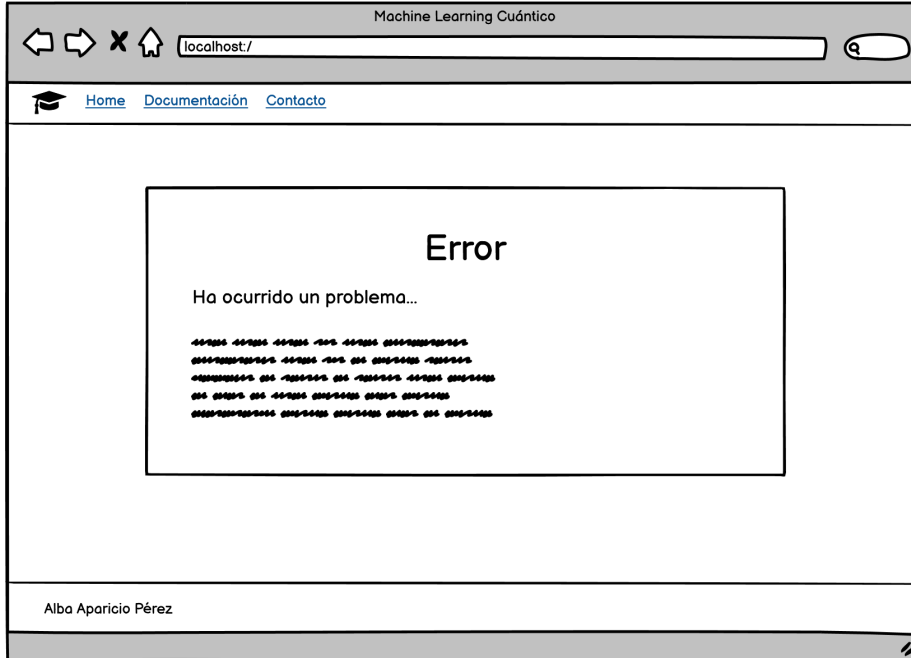 Machine Learning Cuántico
localhost:/
Home Documentación Contacto
Error
Ha ocurrido un problema...
Alba Aparicio Pérez